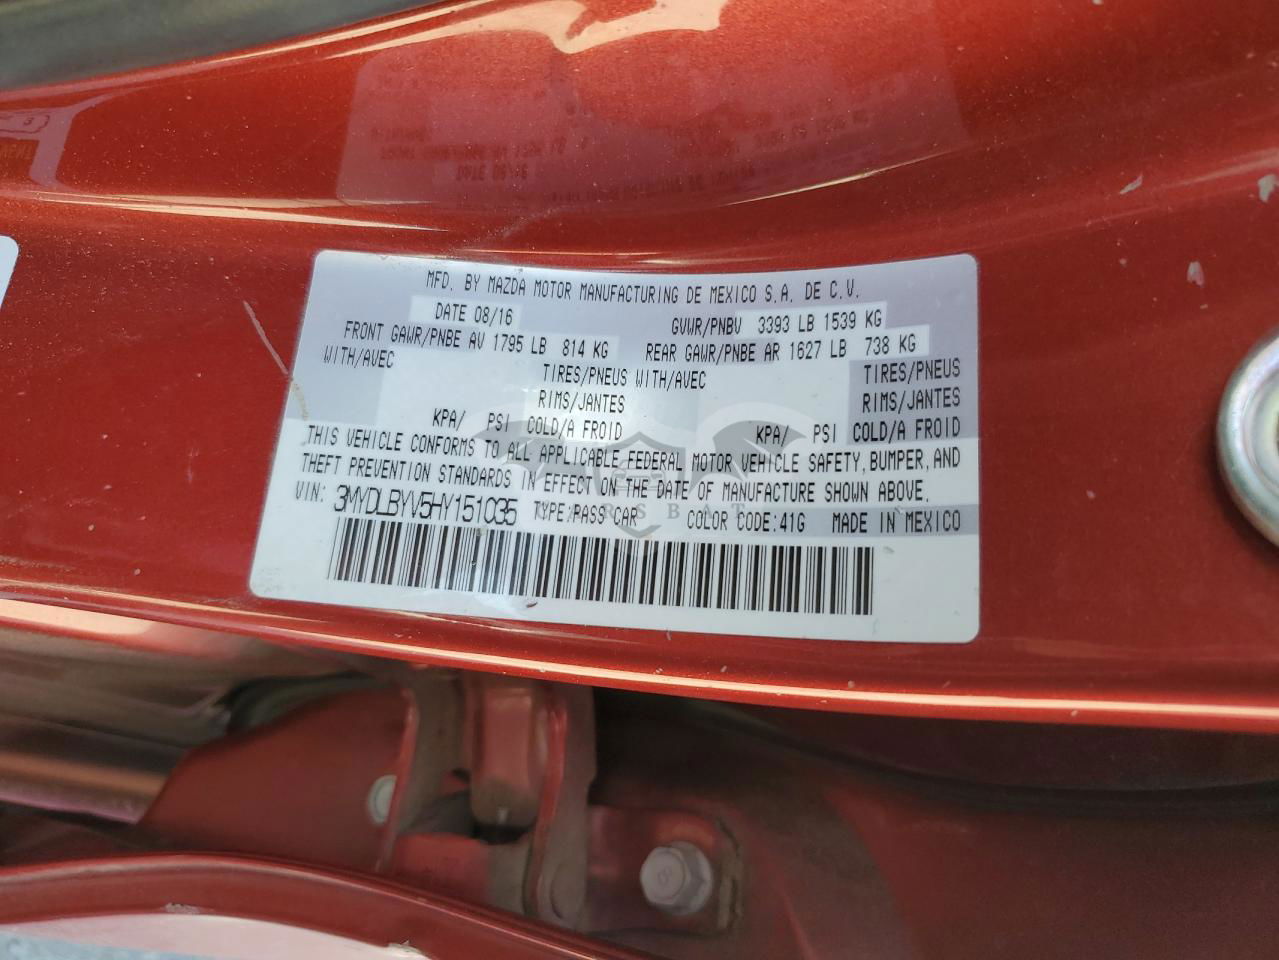 MFD. BY MAZDA MOTOR MANUFACTURING DE MEXICO S.A. DE C.V.
DATE 08/16 GVWR/PNBV 3393 LB 1539 KG
FRONT GAWR/PNBE AV 1795 LB 814 KG REAR GAWR/PNBE AR 1627 LB 738 KG
WITH/AVEC TIRES/PNEUS WITH/AVEC TIRES/PNEUS
RIMS/JANTES RIMS/JANTES
KPA/ PSI COLD/A FROID KPA/ PSI COLD/A FROID
THIS VEHICLE CONFORMS TO ALL APPLICABLE FEDERAL MOTOR VEHICLE SAFETY, BUMPER, AND
THEFT PREVENTION STANDARDS IN EFFECT ON THE DATE OF MANUFACTURE SHOWN ABOVE.
VIN: 3MYDLBYV5HY151035 TYPE:PASS CAR COLOR CODE:41G MADE IN MEXICO